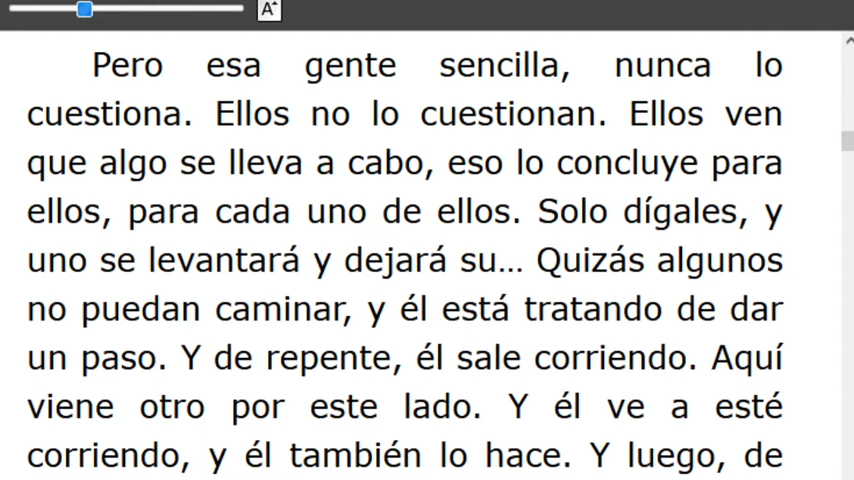 A
Pero esa gente sencilla, nunca lo
cuestiona. Ellos no lo cuestionan. Ellos ven
que algo se lleva a cabo, eso lo concluye para
ellos, para cada uno de ellos. Solo dígales, y
uno se levantará y dejará su... Quizás algunos
no puedan caminar, y él está tratando de dar
un paso. Y de repente, él sale corriendo. Aquí
viene otro por este lado. Y él ve a esté
corriendo, y él también lo hace. Y luego, de